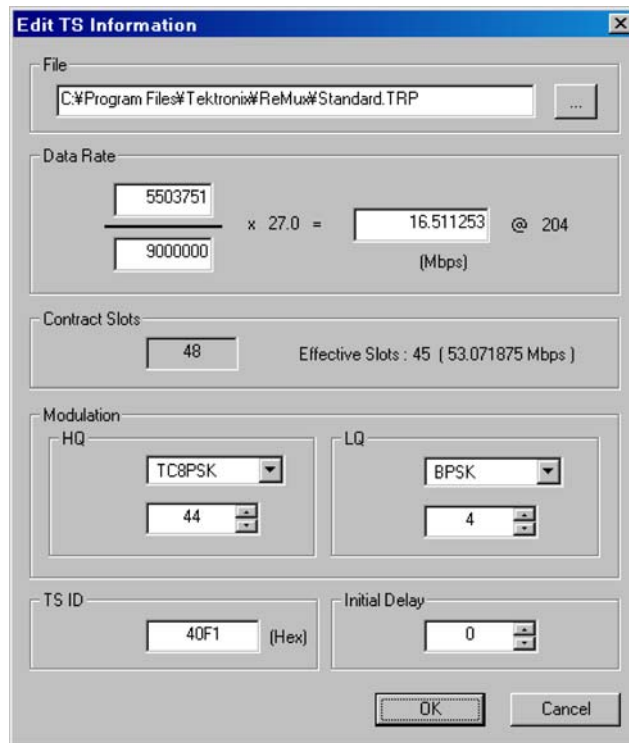 Edit TS Information
File
C:¥Program Files¥Tektronix¥ReMux¥Standard.TRP
...
Data Rate
5503751
x 27.0 = 16.511253 @ 204
9000000
(Mbps)
Contract Slots
48 Effective Slots : 45 ( 53.071875 Mbps )
Modulation
HQ
TC8PSK
44
LQ
BPSK
4
TS ID
40F1 (Hex)
Initial Delay
0
OK Cancel